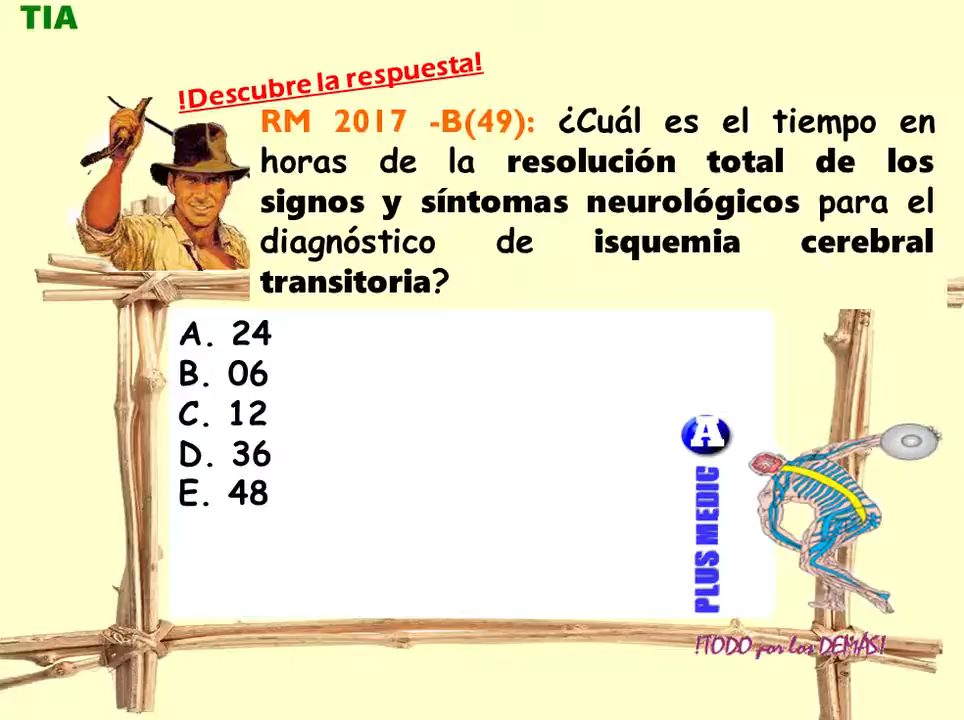 TIA
!Descubre la respuesta!
RM 2017 -B(49): ¿Cuál es el tiempo en
horas de la resolución total de los
signos y síntomas neurológicos para el
diagnóstico de isquemia cerebral
transitoria?
A. 24
B. 06
C. 12
D. 36
E. 48
A
PLUS MEDIC
!TODO por los DEMÁS!